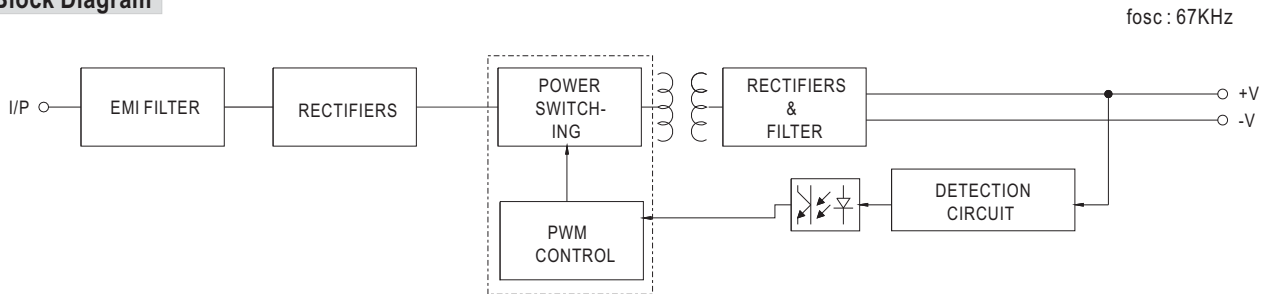 Block Diagram
fosc : 67KHz
I/P
EMI FILTER
RECTIFIERS
POWER
SWITCH-
ING
RECTIFIERS
&
FILTER
+V
-V
DETECTION
CIRCUIT
PWM
CONTROL